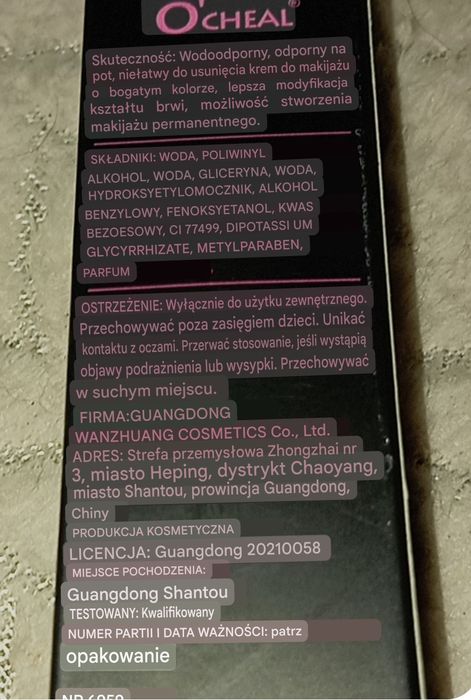 O'CHEAL®
Skuteczność: Wodoodporny, odporny na
pot, niełatwy do usunięcia krem do makijażu
o bogatym kolorze, lepsza modyfikacja
kształtu brwi, możliwość stworzenia
makijażu permanentnego.
SKŁADNIKI: WODA, POLIWINYL
ALKOHOL, WODA, GLICERYNA, WODA,
HYDROKSYETYLOMOCZNIK, ALKOHOL
BENZYLOWY, FENOKSYETANOL, KWAS
BEZOESOWY, CI 77499, DIPOTASSI UM
GLYCYRRHIZATE, METYLPARABEN,
PARFUM
OSTRZEŻENIE: Wyłącznie do użytku zewnętrznego.
Przechowywać poza zasięgiem dzieci. Unikać
kontaktu z oczami. Przerwać stosowanie, jeśli wystąpią
objawy podrażnienia lub wysypki. Przechowywać
w suchym miejscu.
FIRMA:GUANGDONG
WANZHUANG COSMETICS Co., Ltd.
ADRES: Strefa przemysłowa Zhongzhai nr
3, miasto Heping, dystrykt Chaoyang,
miasto Shantou, prowincja Guangdong,
Chiny
PRODUKCJA KOSMETYCZNA
LICENCJA: Guangdong 20210058
MIEJSCE POCHODZENIA:
Guangdong Shantou
TESTOWANY: Kwalifikowany
NUMER PARTII I DATA WAŻNOŚCI: patrz
opakowanie